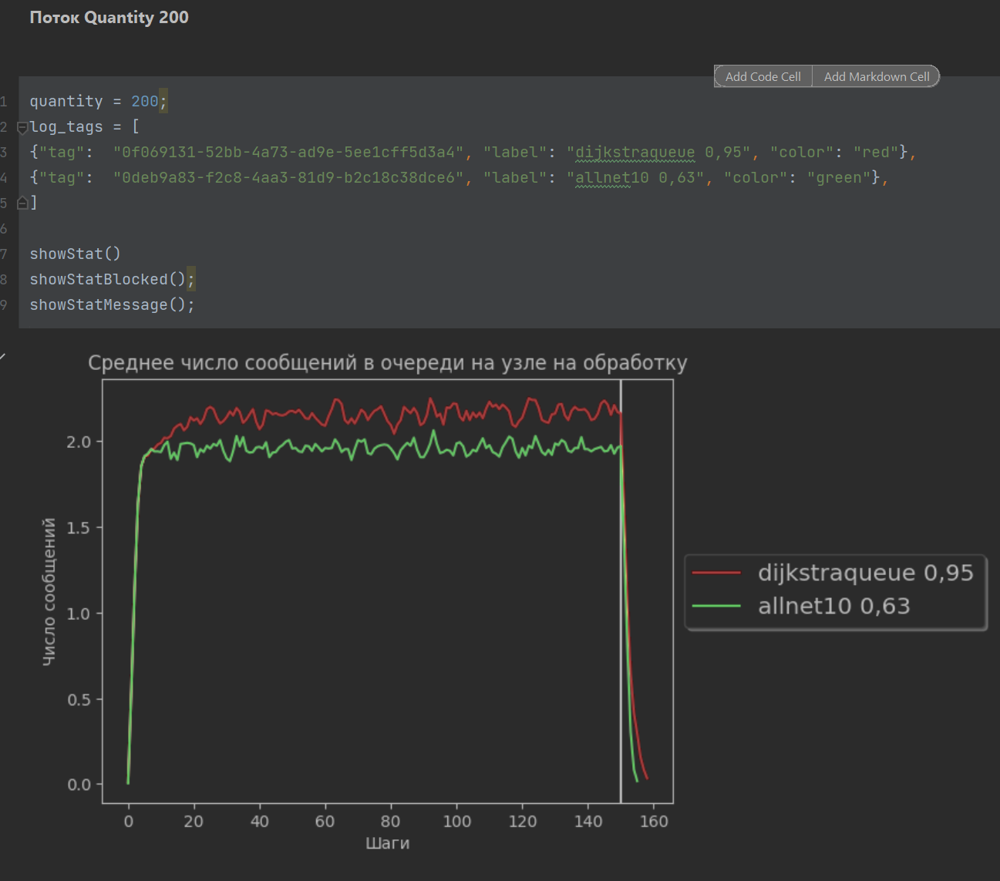 Поток Quantity 200
Add Code Cell Add Markdown Cell
1 quantity = 200;
2 log_tags = [
3 {"tag":  "0f069131-52bb-4a73-ad9e-5ee1cff5d3a4", "label": "dijkstraqueue 0,95", "color": "red"},
4 {"tag":  "0deb9a83-f2c8-4aa3-81d9-b2c18c38dce6", "label": "allnet10 0,63", "color": "green"},
5 ]
6
7 showStat()
8 showStatBlocked();
9 showStatMessage();
Среднее число сообщений в очереди на узле на обработку
2.0
1.5
1.0
0.5
0.0
Число сообщений
0 20 40 60 80 100 120 140 160
Шаги
dijkstraqueue 0,95
allnet10 0,63